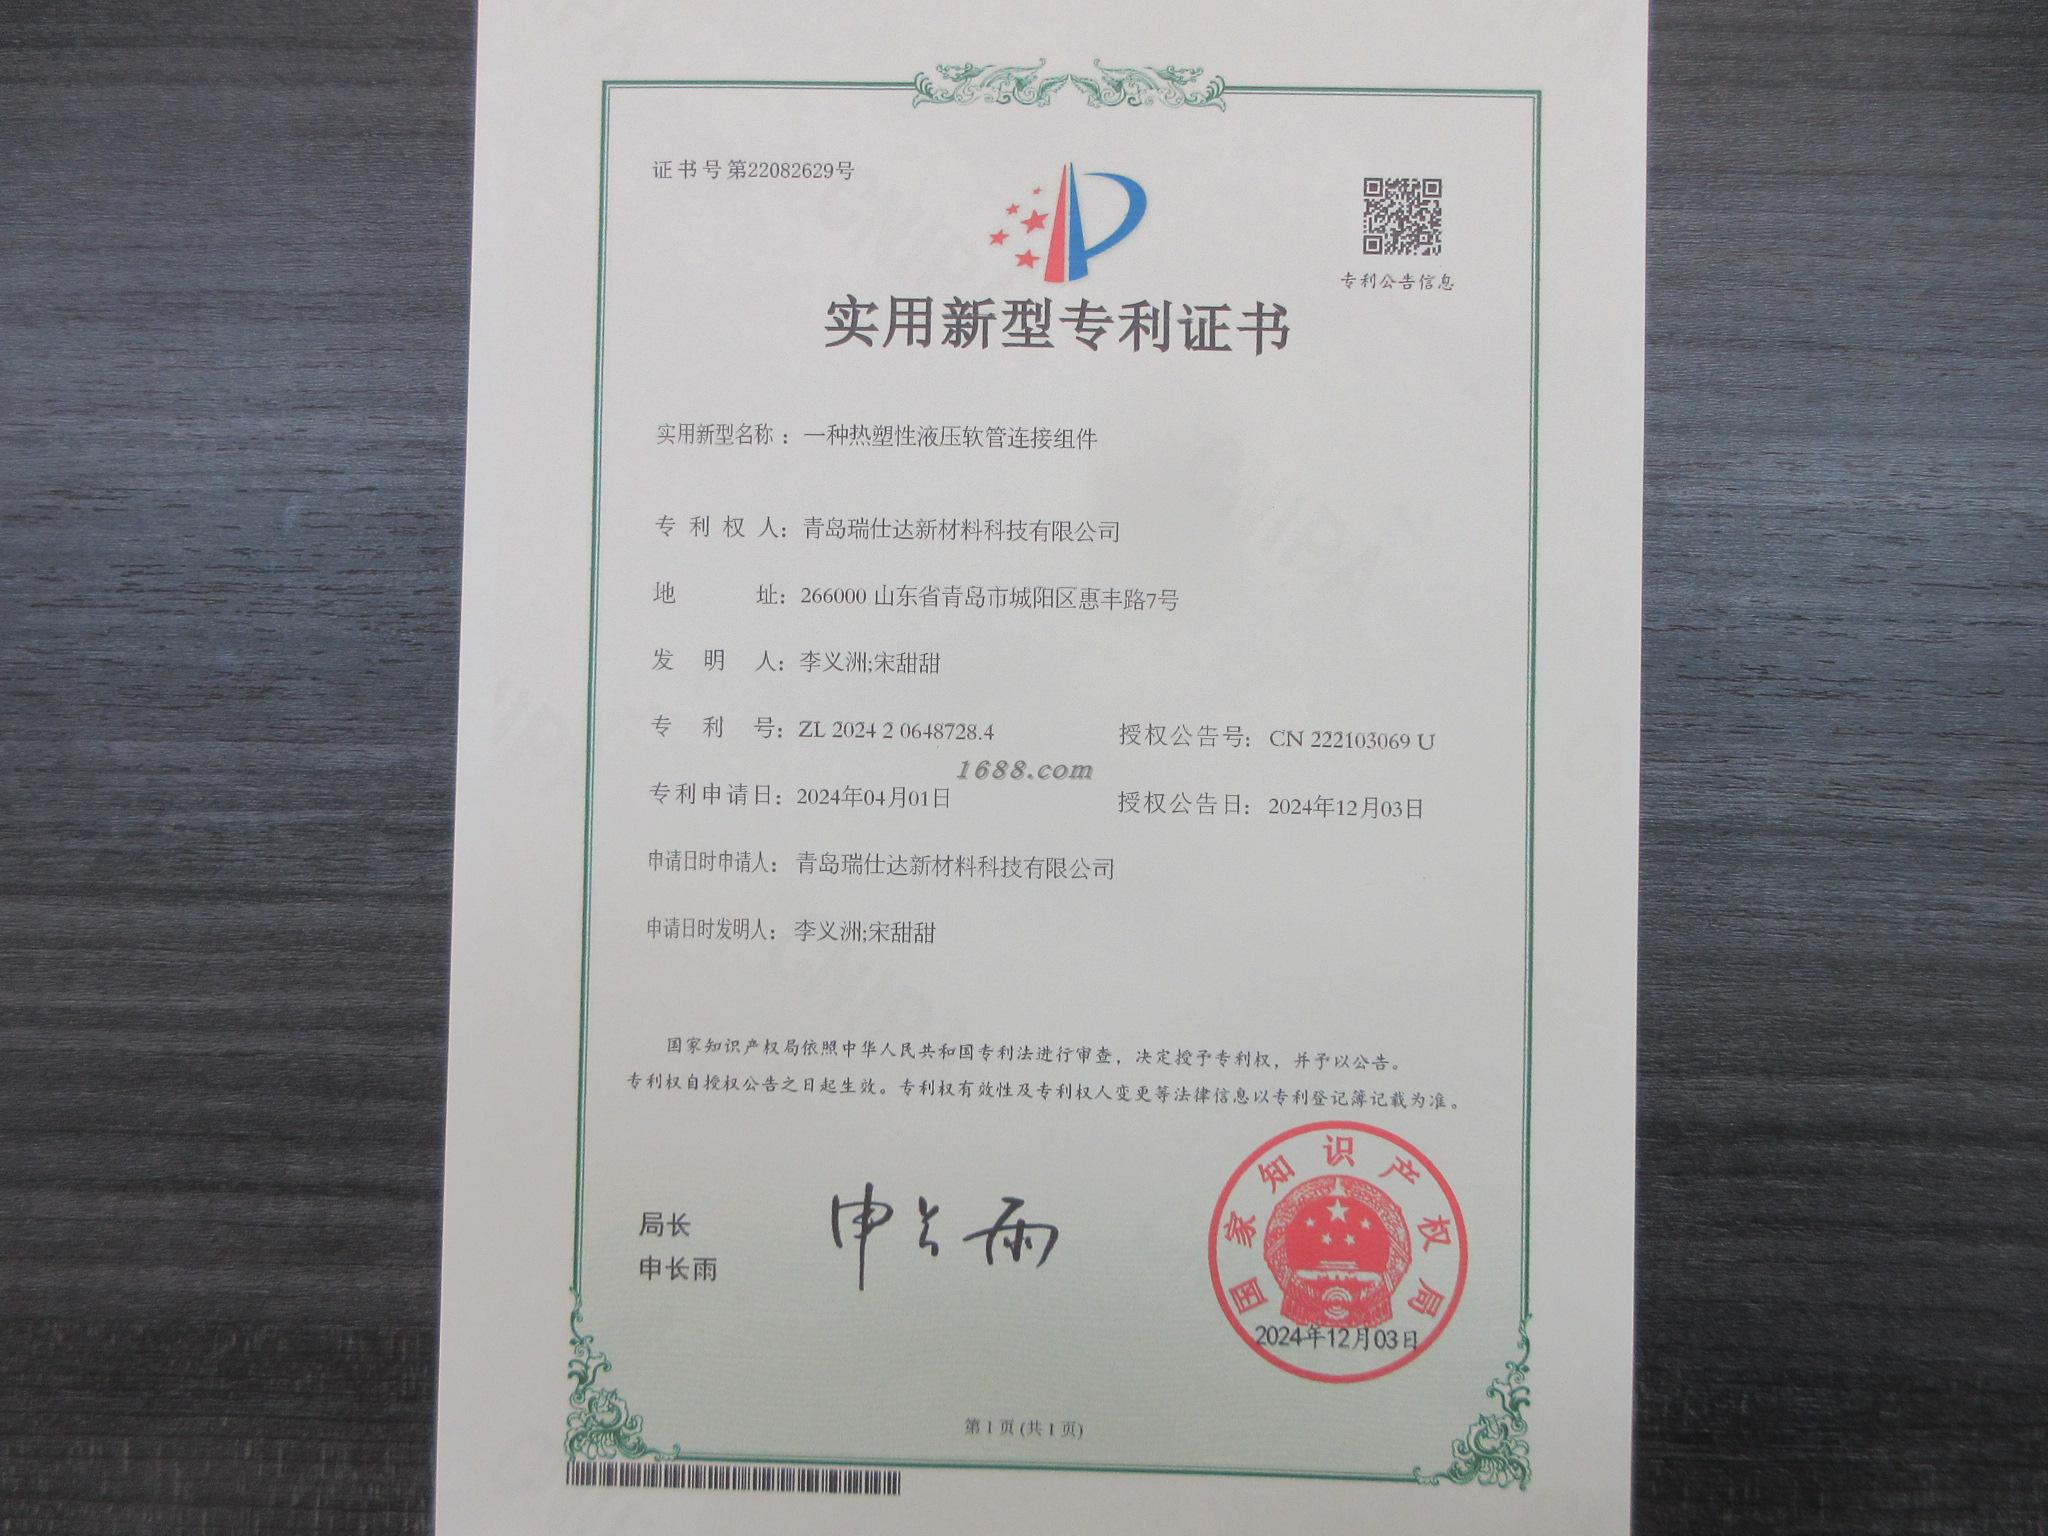 证书号第22082629号
专利公告信息
实用新型专利证书
实用新型名称：一种热塑性液压软管连接组件
专利权人：青岛瑞仕达新材料科技有限公司
地址：266000 山东省青岛市城阳区惠丰路7号
发明人：李义洲;宋甜甜
专利号：ZL 2024 2 0648728.4 授权公告号：CN 222103069 U
1688.com
专利申请日：2024年04月01日 授权公告日：2024年12月03日
申请日时申请人：青岛瑞仕达新材料科技有限公司
申请日时发明人：李义洲;宋甜甜
国家知识产权局依照中华人民共和国专利法进行审查，决定授予专利权，并予以公告。
专利权自授权公告之日起生效。专利权有效性及专利权人变更等法律信息以专利登记簿记载为准。
局长
申长雨
申长雨
国家知识产权局
2024年12月03日
第1页(共1页)